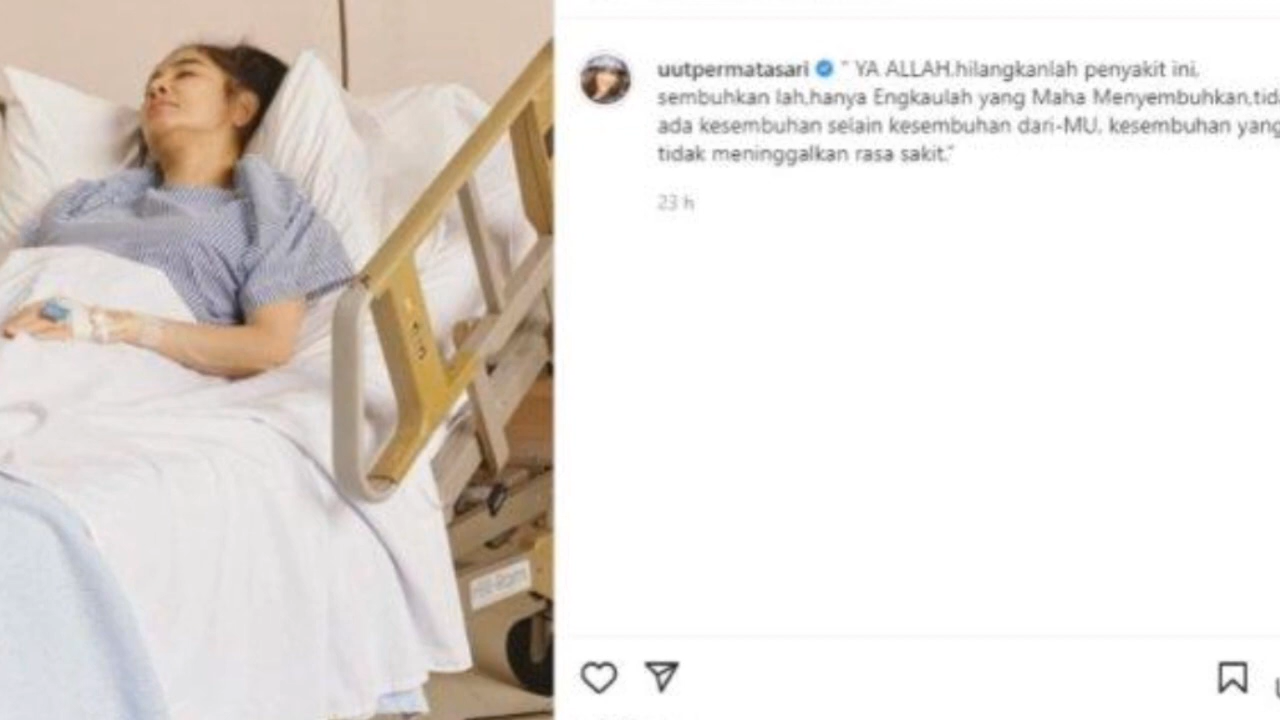 uutpermatasari " YA ALLAH,hilangkanlah penyakit ini,
sembuhkan lah,hanya Engkaulah yang Maha Menyembuhkan,tida
ada kesembuhan selain kesembuhan dari-MU, kesembuhan yang
tidak meninggalkan rasa sakit."
23 h